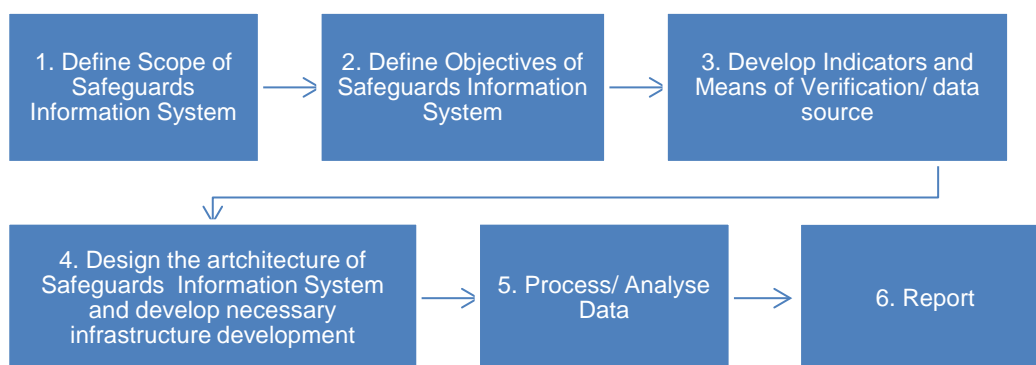 1. Define Scope of
Safeguards
Information System
2. Define Objectives of
Safeguards Information
System
3. Develop Indicators and
Means of Verification/ data
source
4. Design the artchitecture of
Safeguards Information System
and develop necessary
infrastructure development
5. Process/ Analyse
Data
6. Report